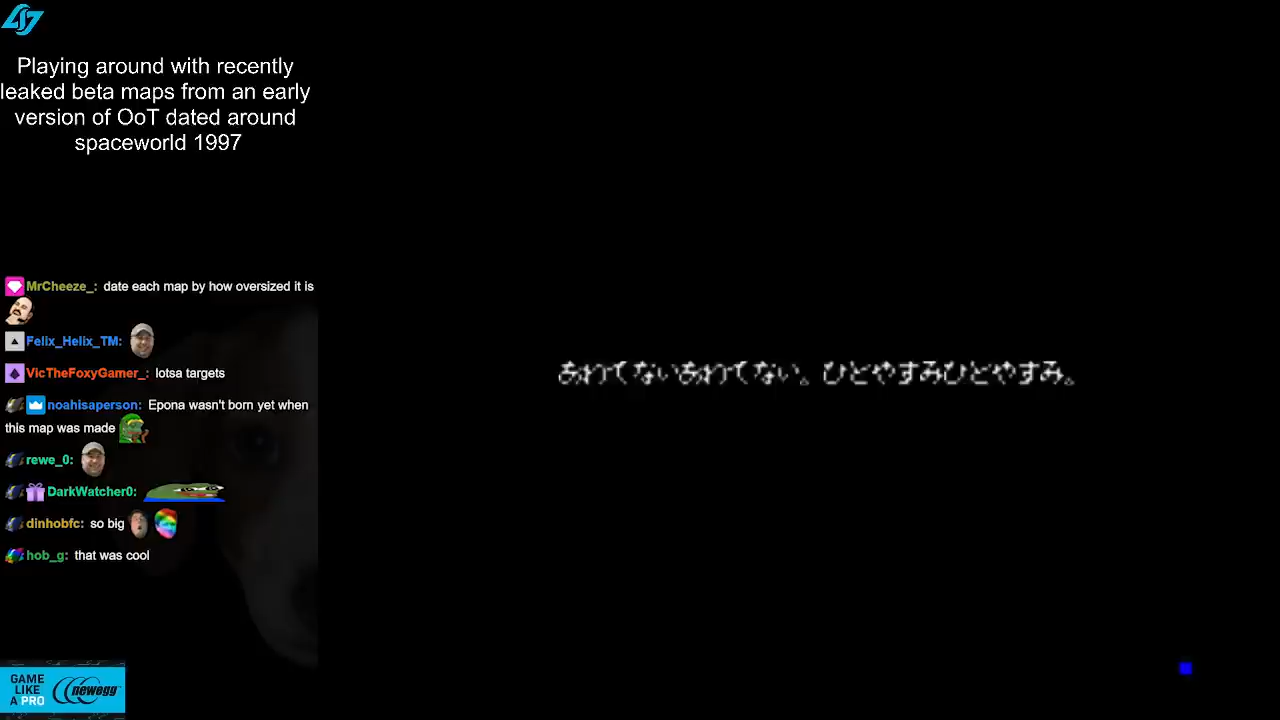 Playing around with recently
leaked beta maps from an early
version of OoT dated around
spaceworld 1997
MrCheeze_: date each map by how oversized it is
Felix_Helix_TM:
VicTheFoxyGamer_: lotsa targets
noahisaperson: Epona wasn't born yet when
this map was made
rewe_0:
DarkWatcher0:
dinhobfc: so big
hob_g: that was cool
あわてないあわてない。ひとやすみひとやすみ。
GAME
LIKE
A PRO
newegg